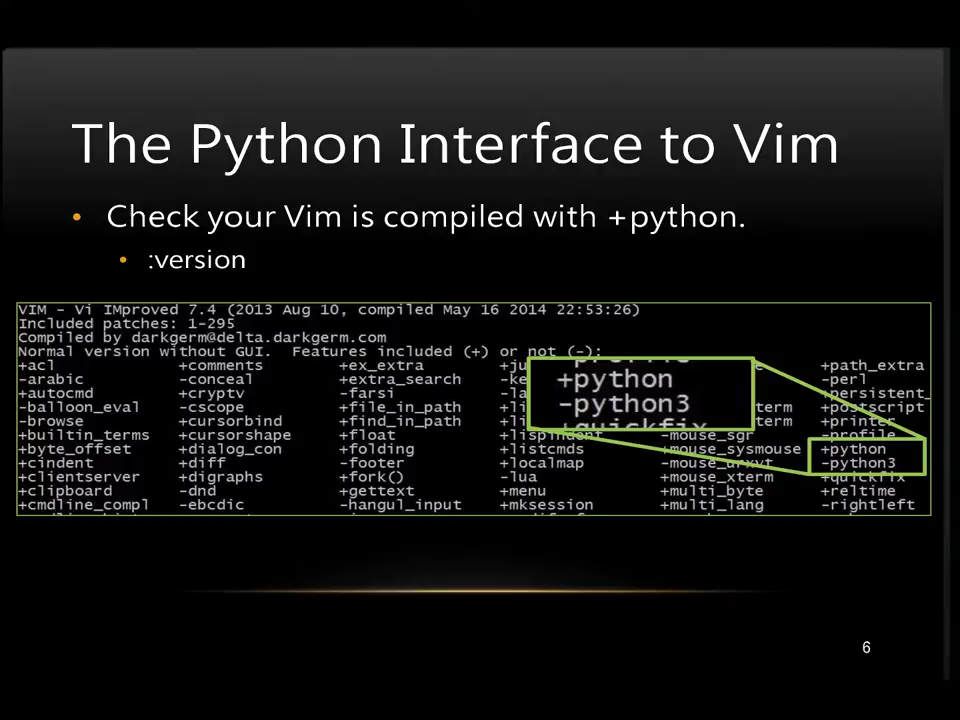 The Python Interface to Vim
• Check your Vim is compiled with +python.
• :version
VIM - Vi IMproved 7.4 (2013 Aug 10, compiled May 16 2014 22:53:26)
Included patches: 1-295
Compiled by darkgerm@delta.darkgerm.com
Normal version without GUI.  Features included (+) or not (-):
+acl +comments +ex_extra +path_extra
-arabic -conceal +extra_search -perl
+autocmd +cryptv -farsi +persistent_
-balloon_eval -cscope +file_in_path +postscript
-browse +cursorbind +find_in_path +printer
+builtin_terms +cursorshape +float +lispindent -mouse_sgr -profile
+byte_offset +dialog_con +folding +listcmds +mouse_sysmouse +python
+cindent +diff -footer +localmap -mouse_urxvt -python3
+clientserver +digraphs +fork() -lua +mouse_xterm +quickfix
+clipboard -dnd +gettext +menu +multi_byte +reltime
+cmdline_compl -ebcdic -hangul_input +mksession +multi_lang -rightleft
+python
-python3
+quickfix
6